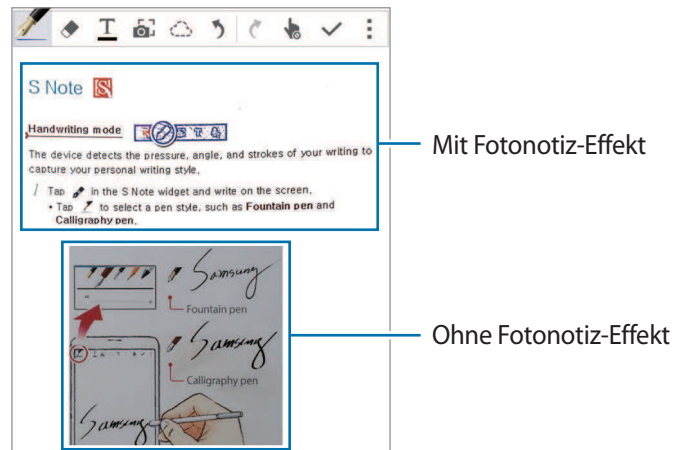 T
S Note S
Handwriting mode
The device detects the pressure, angle, and strokes of your writing to
capture your personal writing style.
1 Tap in the S Note widget and write on the screen.
• Tap to select a pen style, such as Fountain pen and
Calligraphy pen.
Mit Fotonotiz-Effekt
Samsung
Fountain pen
Samsung
Calligraphy pen
Samsung
Ohne Fotonotiz-Effekt